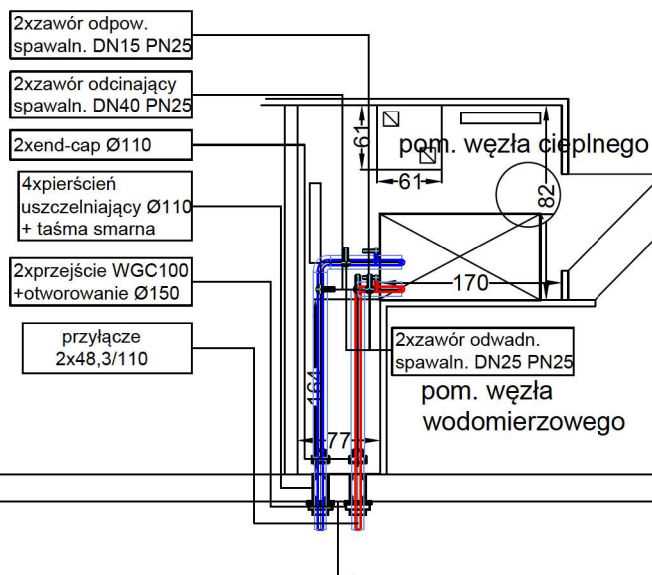 2xzawór odpow.
spawaln. DN15 PN25
2xzawór odcinający
spawaln. DN40 PN25
2xend-cap Ø110
4xpierścień
uszczelniający Ø110
+ taśma smarna
2xprzejście WGC100
+otworowanie Ø150
przyłącze
2x48,3/110
61
pom. węzła cieplnego
61
82
170
2xzawór odwadn.
spawaln. DN25 PN25
164
pom. węzła
wodomierzowego
77